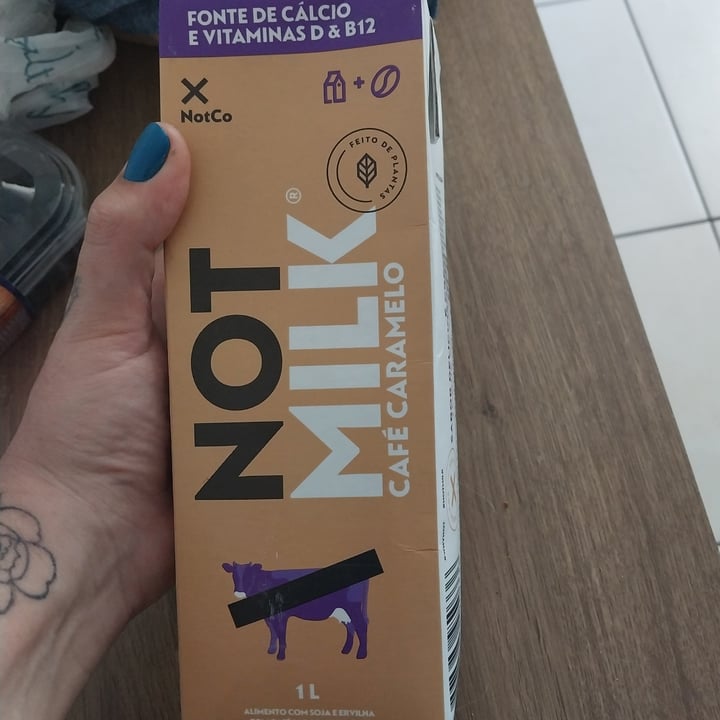 FONTE DE CÁLCIO
E VITAMINAS D & B12
NotCo
FEITO DE PLANTAS
NOT
MILK®
CAFÉ CARAMELO
1 L
ALIMENTO COM SOJA E ERVILHA